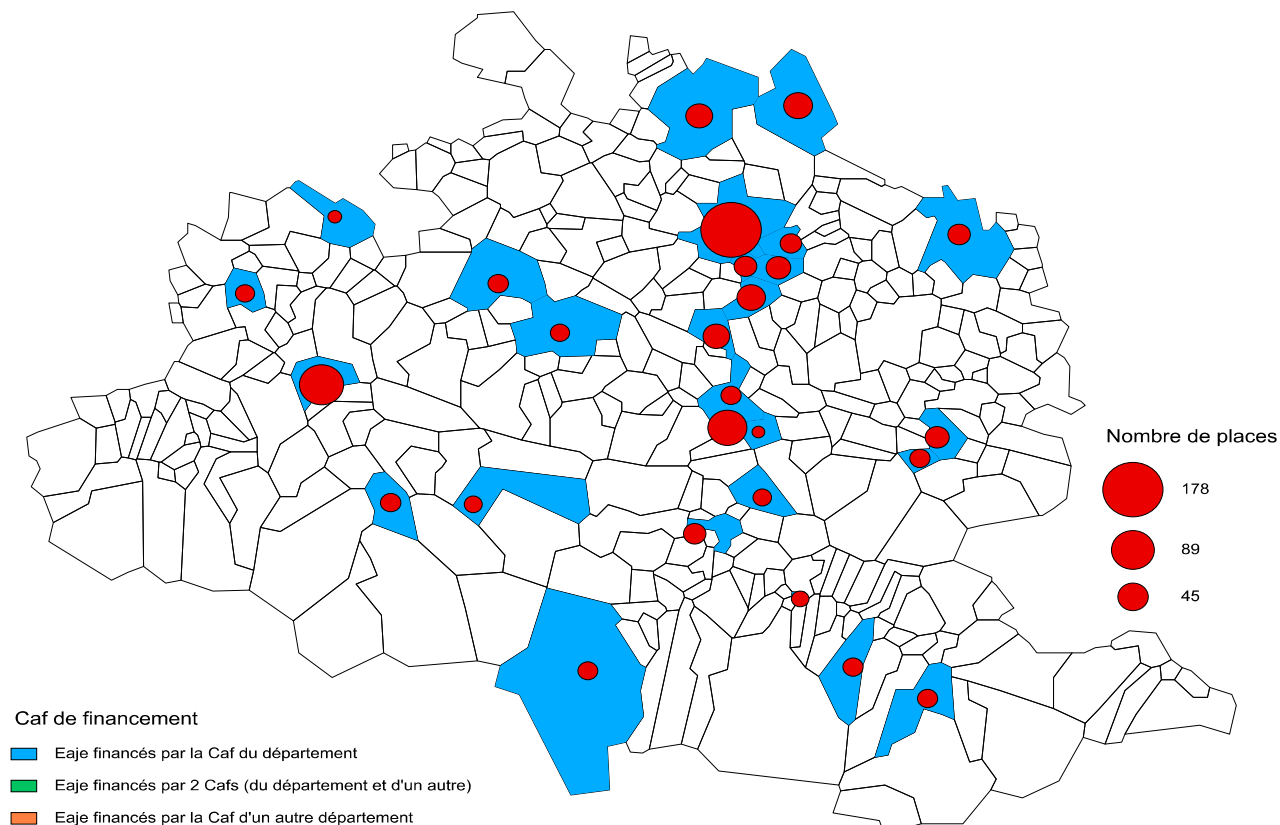 Nombre de places
178
89
45
Caf de financement
Eaje financés par la Caf du département
Eaje financés par 2 Cafs (du département et d'un autre)
Eaje financés par la Caf d'un autre département